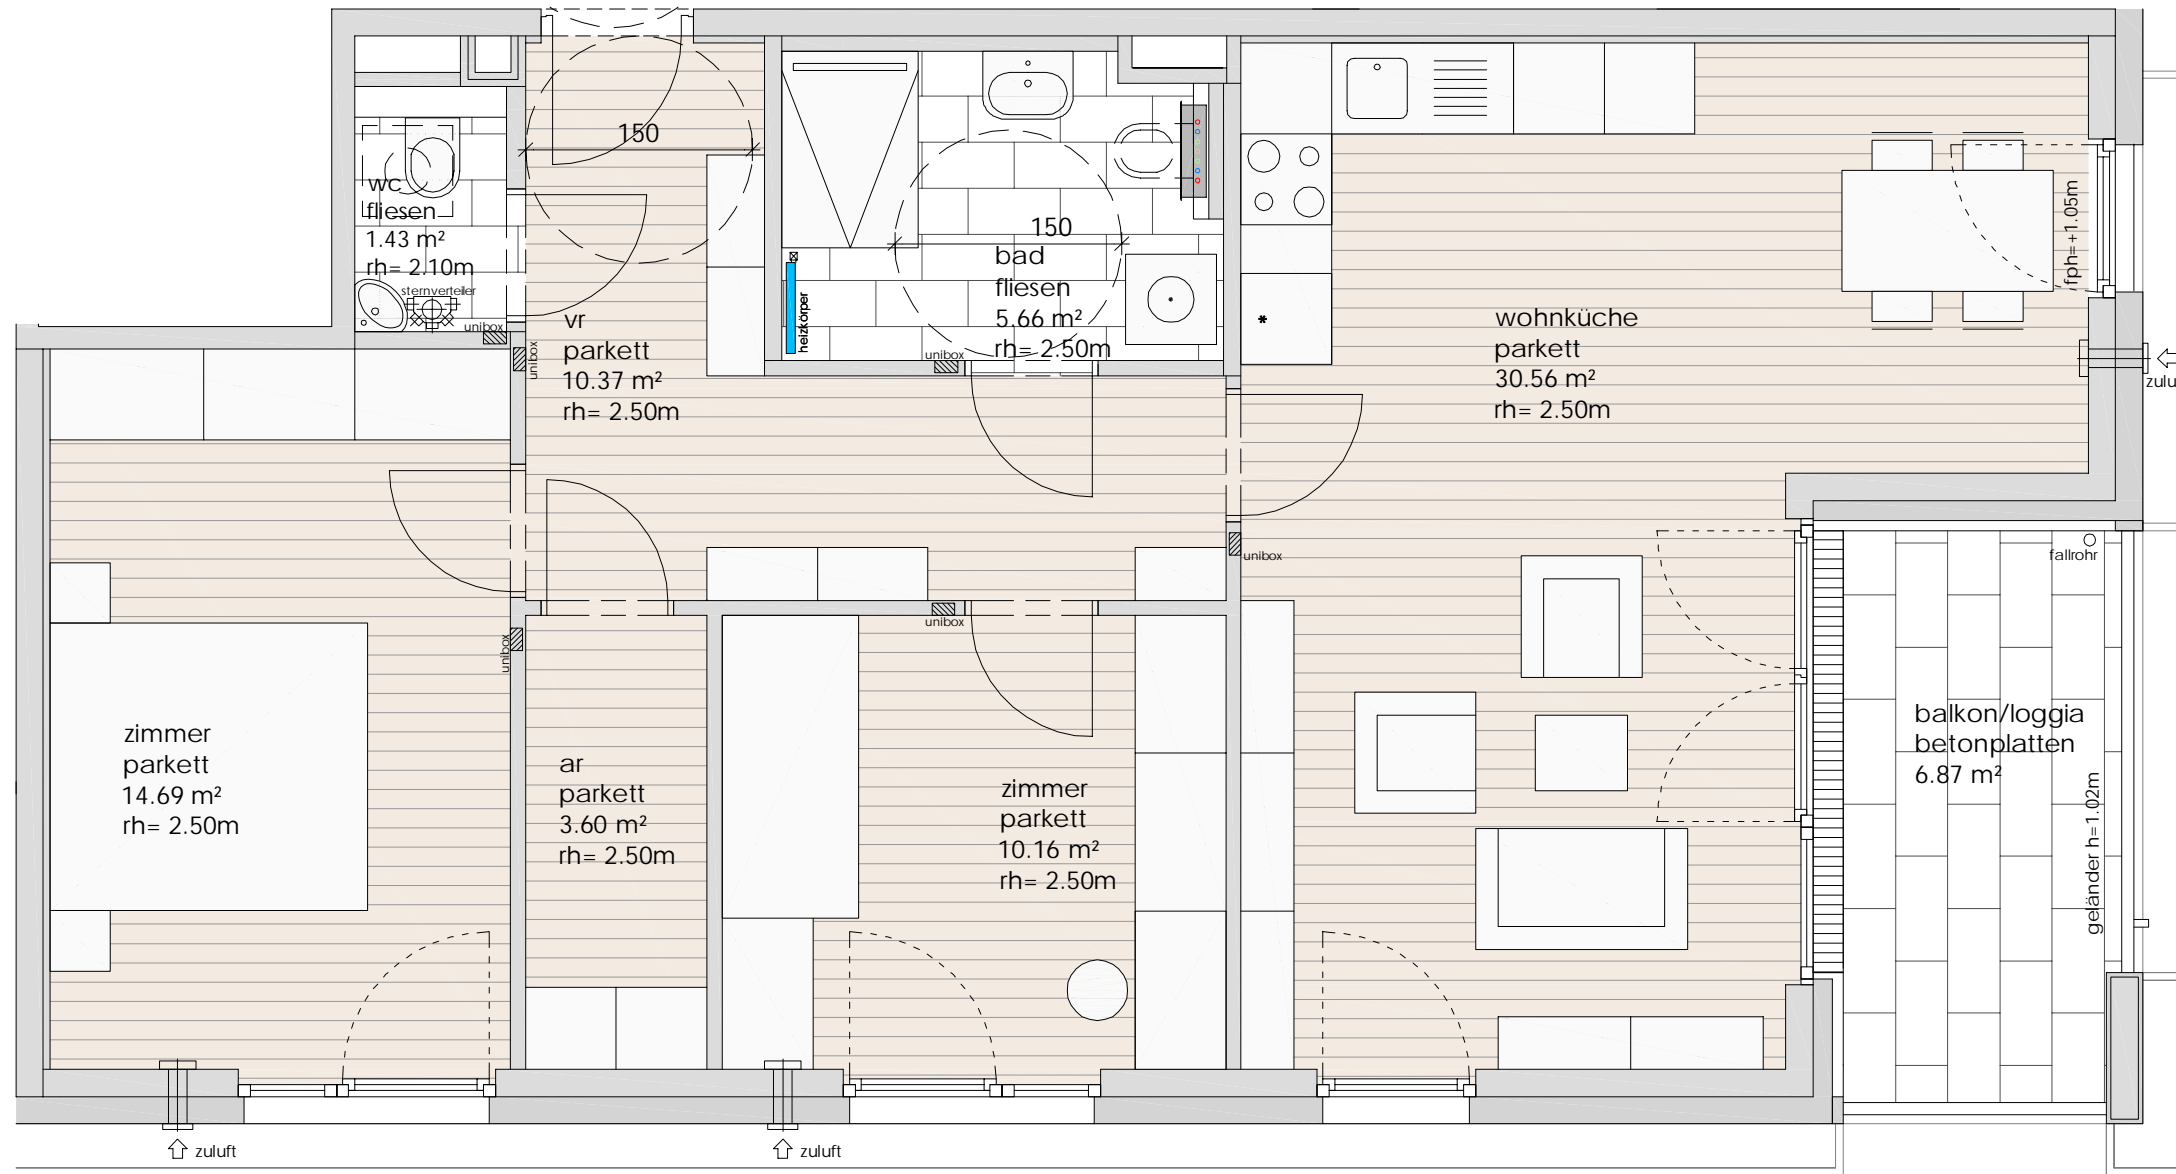 150
wc
fliesen
1.43 m²
rh= 2.10m
sternverteiler
unibox
unibox
vr
parkett
10.37 m²
rh= 2.50m
heizkörper
150
bad
fliesen
5.66 m²
rh= 2.50m
unibox
*
wohnküche
parkett
30.56 m²
rh= 2.50m
fph=+1.05m
zulu
unibox
fallrohr
unibox
unibox
zimmer
parkett
14.69 m²
rh= 2.50m
ar
parkett
3.60 m²
rh= 2.50m
zimmer
parkett
10.16 m²
rh= 2.50m
balkon/loggia
betonplatten
6.87 m²
geländer h=1.02m
zuluft
zuluft